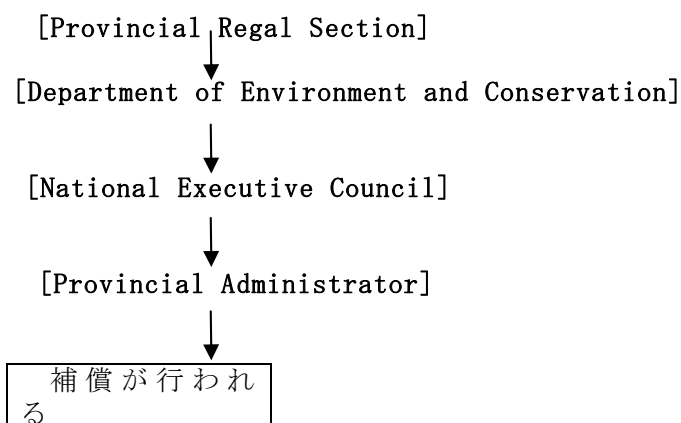 [Provincial Regal Section]
[Department of Environment and Conservation]
[National Executive Council]
[Provincial Administrator]
補償が行われ
る